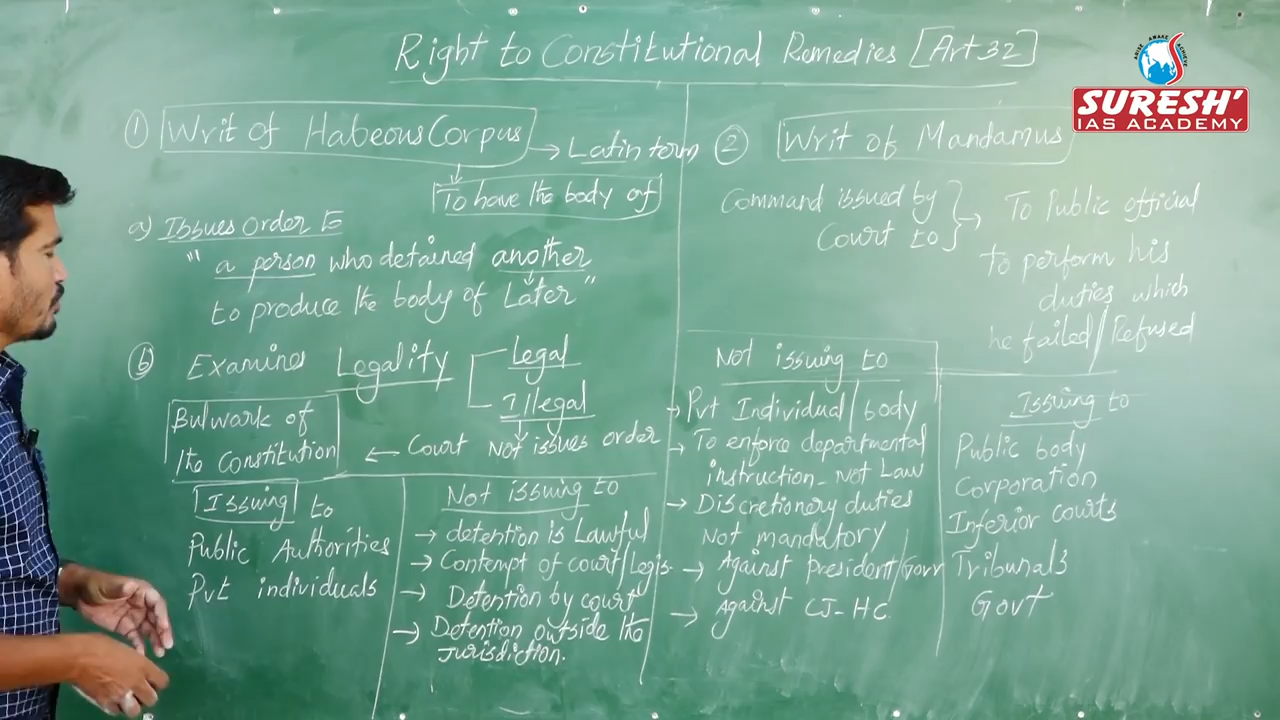 Right to Constitutional Remedies [Art 32]
ARISE AWAKE ACHIEVE
SURESH'
IAS ACADEMY
① Writ of HabeousCorpus → Latin term
To have the body of
a) Issues Order to
"a person who detained another
to produce the body of Later"
ⓑ Examines Legality
Legal
Illegal
Bulwark of
the Constitution
← Court Not issues order
Issuing to
Public Authorities
Pvt individuals
Not issuing to
→ detention is Lawful
→ Contempt of court/Legis
→ Detention by court
→ Detention outside the
Jurisdiction.
② Writ of Mandamus
Command issued by
Court to
} → To Public official
to perform his
duties which
he failed/Refused
Not issuing to
→ Pvt Individual/body
→ To enforce departmental
instruction - Not Law
→ Discretionary duties
Not mandatory
→ Against president/Govr
→ Against CJ-HC
Issuing to
Public body
Corporation
Inferior courts
Tribunals
Govt